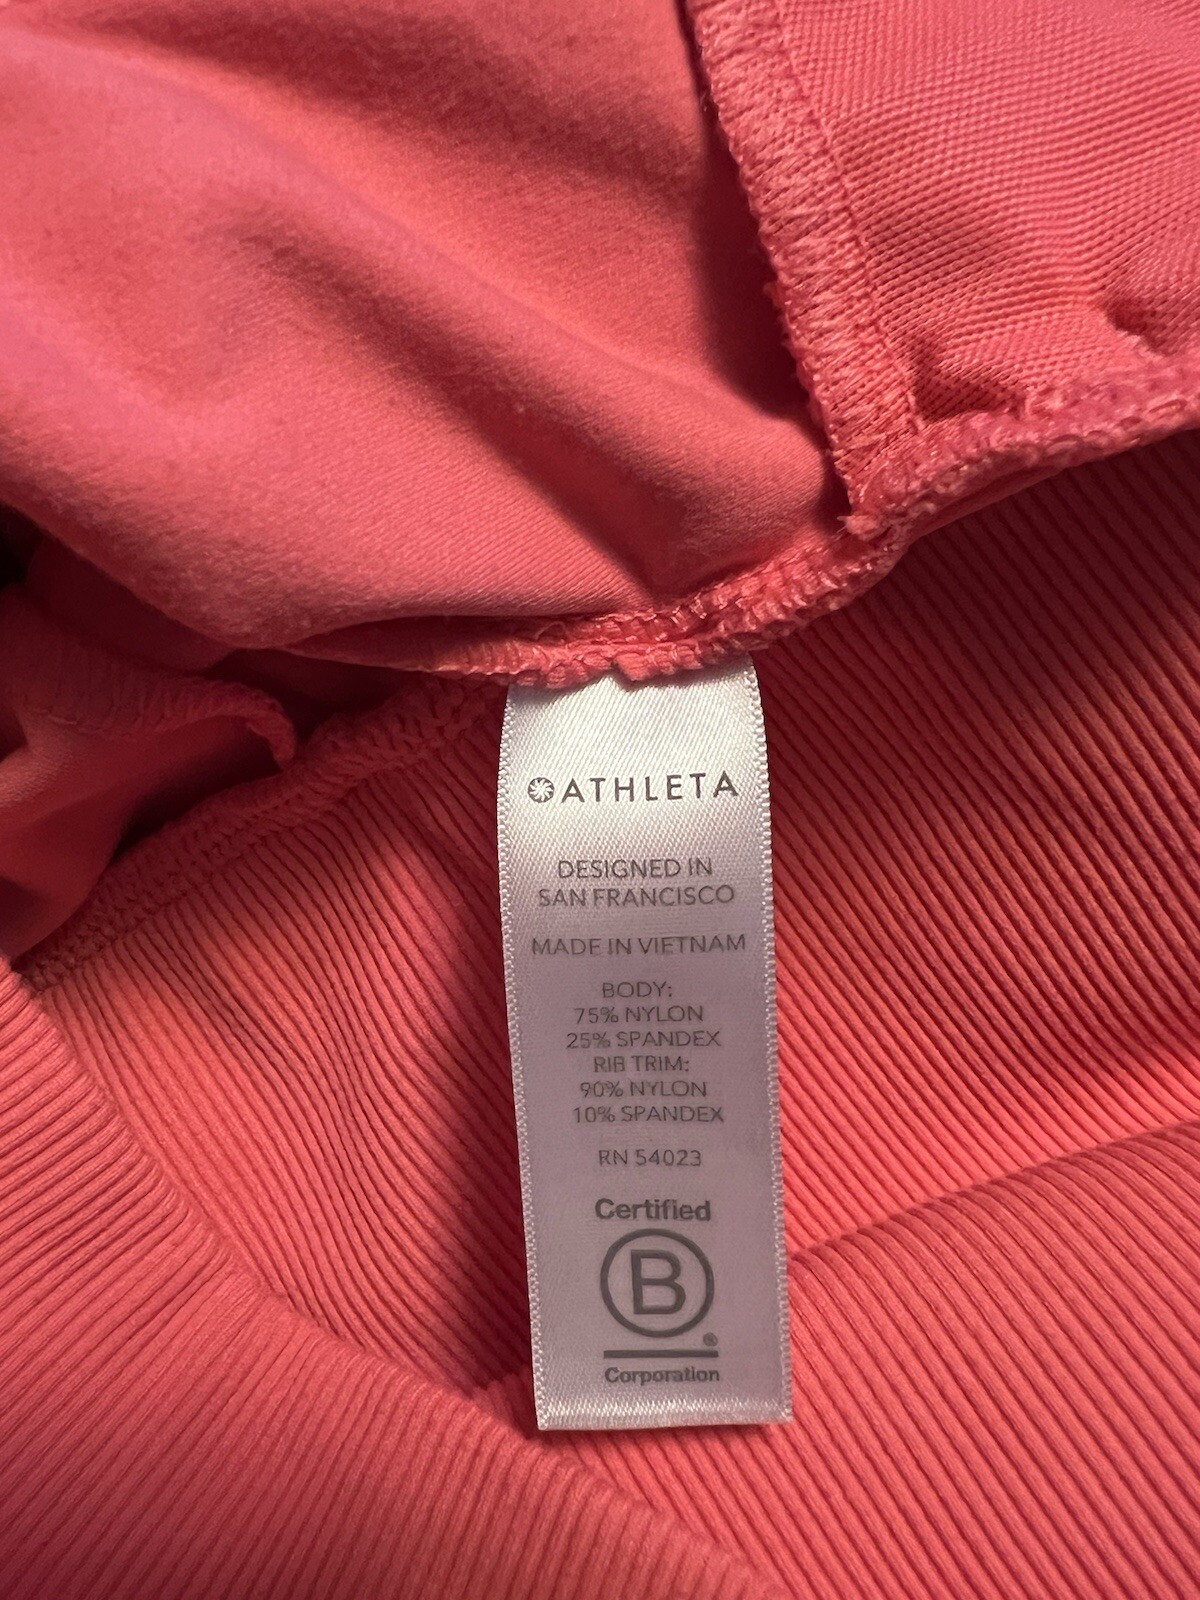 ATHLETA
DESIGNED IN
SAN FRANCISCO
MADE IN VIETNAM
BODY:
75% NYLON
25% SPANDEX
RIB TRIM:
90% NYLON
10% SPANDEX
RN 54023
Certified
B
®
Corporation